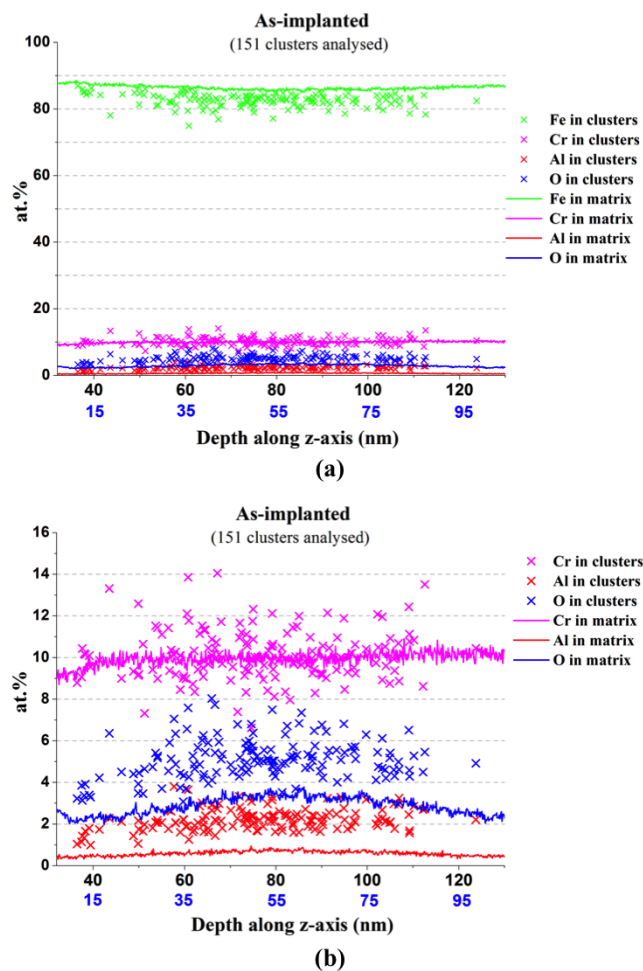 As-implanted
(151 clusters analysed)
100
80
60
40
20
0
at.%
40 60 80 100 120
15 35 55 75 95
Depth along z-axis (nm)
Fe in clusters
Cr in clusters
Al in clusters
O in clusters
Fe in matrix
Cr in matrix
Al in matrix
O in matrix
(a)
As-implanted
(151 clusters analysed)
16
14
12
10
8
6
4
2
0
at.%
40 60 80 100 120
15 35 55 75 95
Depth along z-axis (nm)
Cr in clusters
Al in clusters
O in clusters
Cr in matrix
Al in matrix
O in matrix
(b)